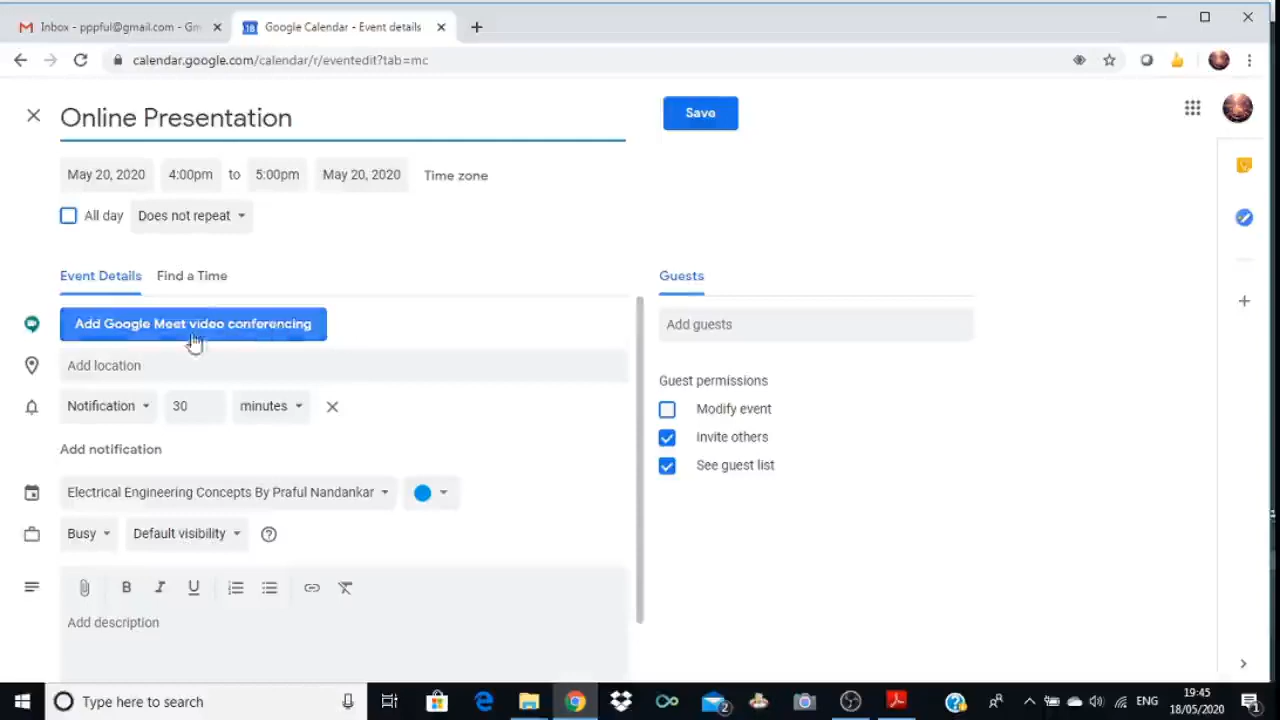 Inbox - pppful@gmail.com - Gm
Google Calendar - Event details
calendar.google.com/calendar/r/eventedit?tab=mc
Online Presentation
Save
May 20, 2020 4:00pm to 5:00pm May 20, 2020 Time zone
All day Does not repeat
Event Details Find a Time
Guests
Add Google Meet video conferencing
Add guests
Add location
Guest permissions
Notification 30 minutes
Modify event
Invite others
Add notification
See guest list
Electrical Engineering Concepts By Praful Nandankar
Busy Default visibility
B I U
Add description
Type here to search
2
ENG
19:45
18/05/2020
1